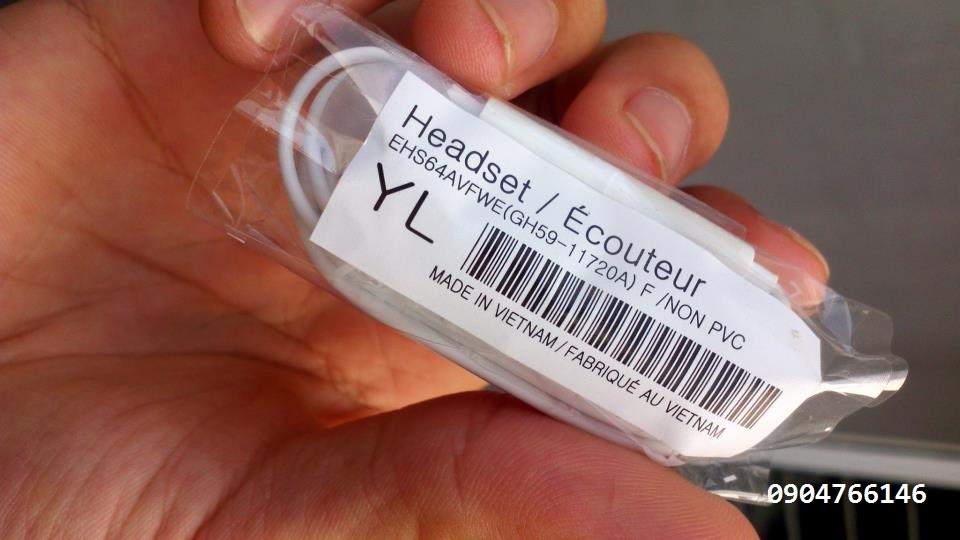 Headset / Écouteur
EHS64AVFWE(GH59-11720A) F /NON PVC
YL
MADE IN VIETNAM / FABRIQUÉ AU VIETNAM
0904766146